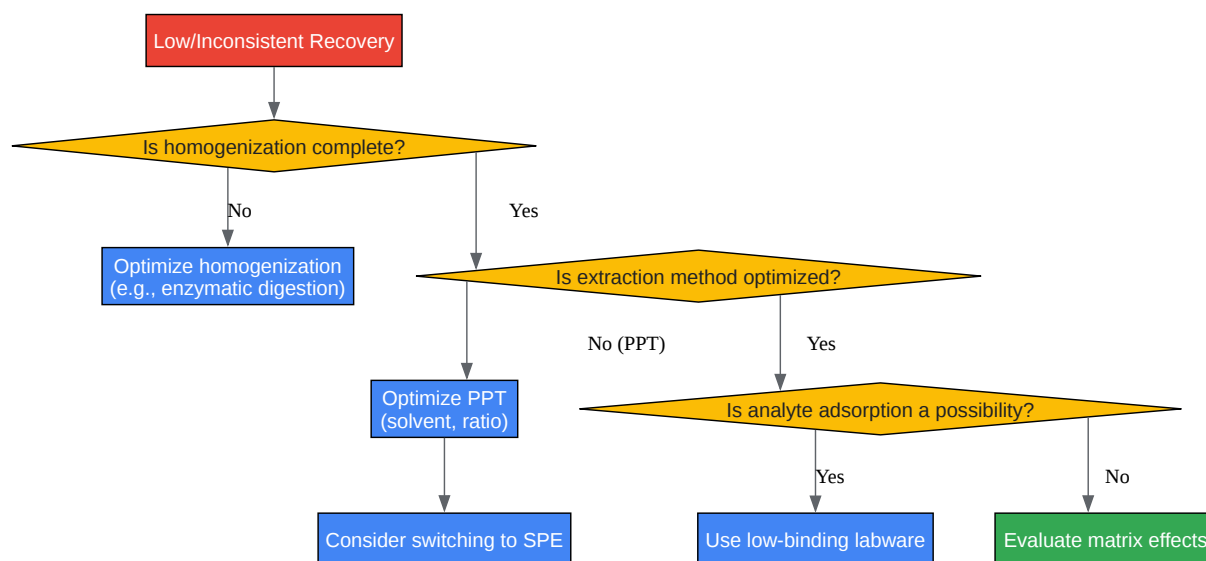 Low/Inconsistent Recovery
Is homogenization complete?
No
Yes
Optimize homogenization
(e.g., enzymatic digestion)
Is extraction method optimized?
No (PPT)
Yes
Optimize PPT
(solvent, ratio)
Is analyte adsorption a possibility?
Yes
No
Consider switching to SPE
Use low-binding labware
Evaluate matrix effects